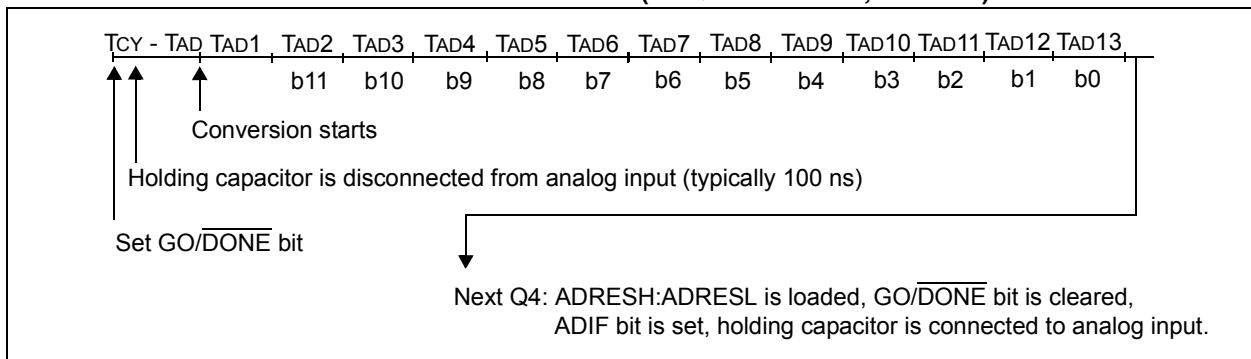 TCY - TAD TAD1 TAD2 TAD3 TAD4 TAD5 TAD6 TAD7 TAD8 TAD9 TAD10 TAD11 TAD12 TAD13
b11 b10 b9 b8 b7 b6 b5 b4 b3 b2 b1 b0
Conversion starts
Holding capacitor is disconnected from analog input (typically 100 ns)
Set GO/DONE bit
Next Q4: ADRESH:ADRESL is loaded, GO/DONE bit is cleared,
ADIF bit is set, holding capacitor is connected to analog input.